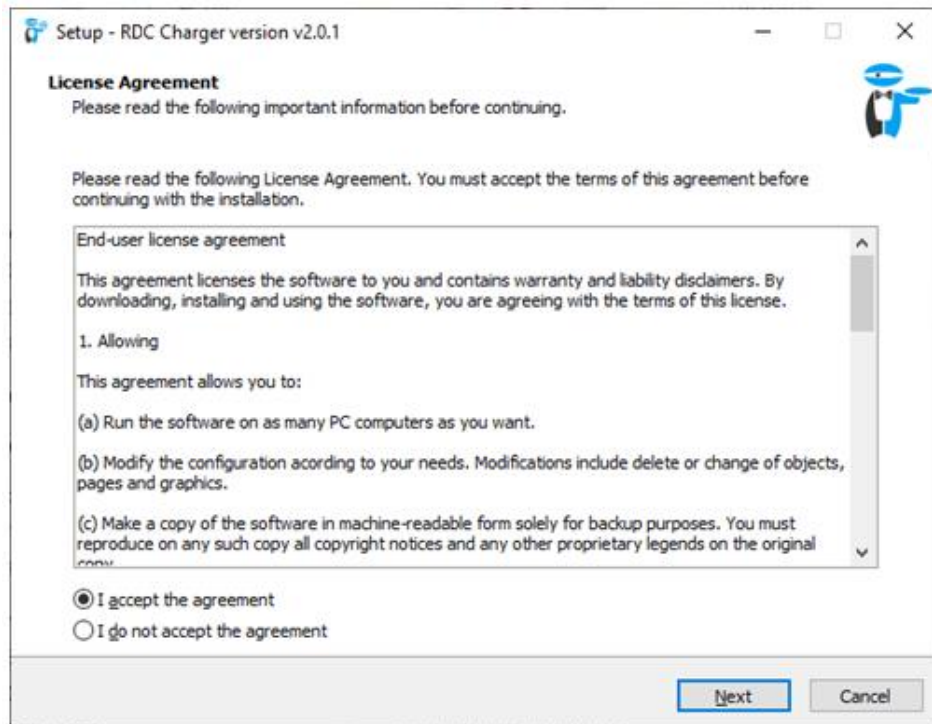 Setup - RDC Charger version v2.0.1
License Agreement
Please read the following important information before continuing.
Please read the following License Agreement. You must accept the terms of this agreement before
continuing with the installation.
End-user license agreement
This agreement licenses the software to you and contains warranty and liability disclaimers. By
downloading, installing and using the software, you are agreeing with the terms of this license.
1. Allowing
This agreement allows you to:
(a) Run the software on as many PC computers as you want.
(b) Modify the configuration acording to your needs. Modifications include delete or change of objects,
pages and graphics.
(c) Make a copy of the software in machine-readable form solely for backup purposes. You must
reproduce on any such copy all copyright notices and any other proprietary legends on the original
copy.
I accept the agreement
I do not accept the agreement
Next
Cancel